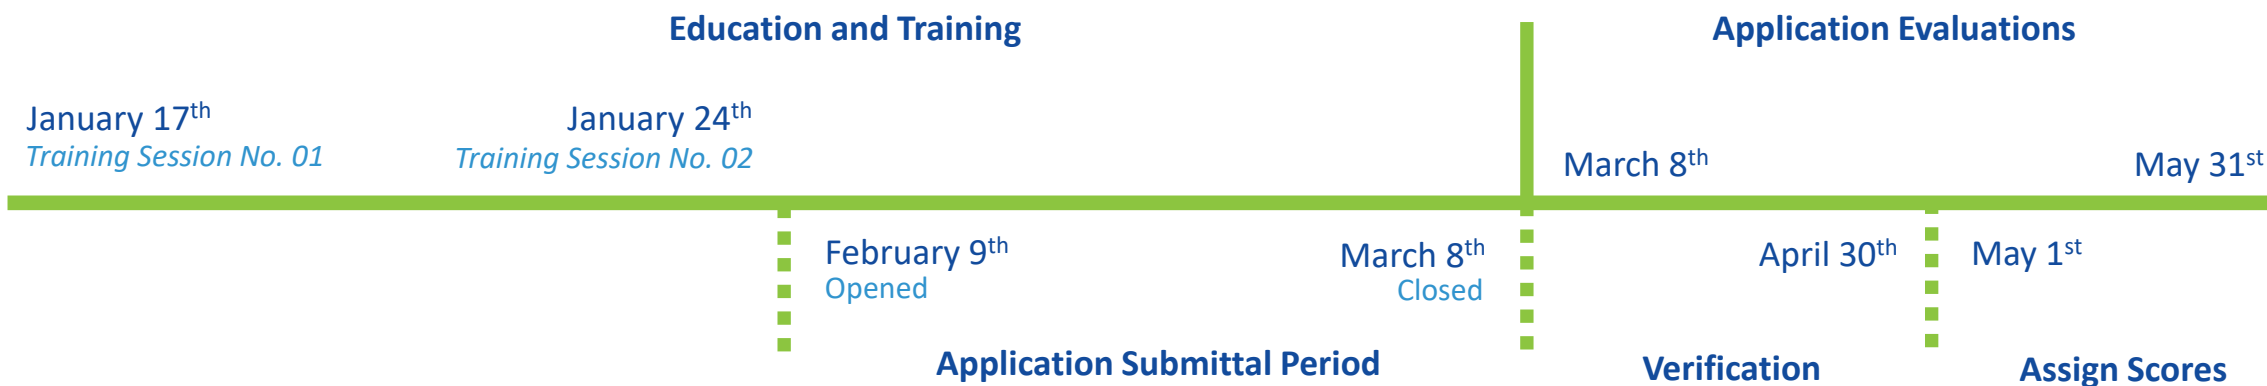 Education and Training
Application Evaluations
January 17th
Training Session No. 01
January 24th
Training Session No. 02
March 8th
May 31st
February 9th
Opened
March 8th
Closed
April 30th
May 1st
Application Submittal Period
Verification
Assign Scores